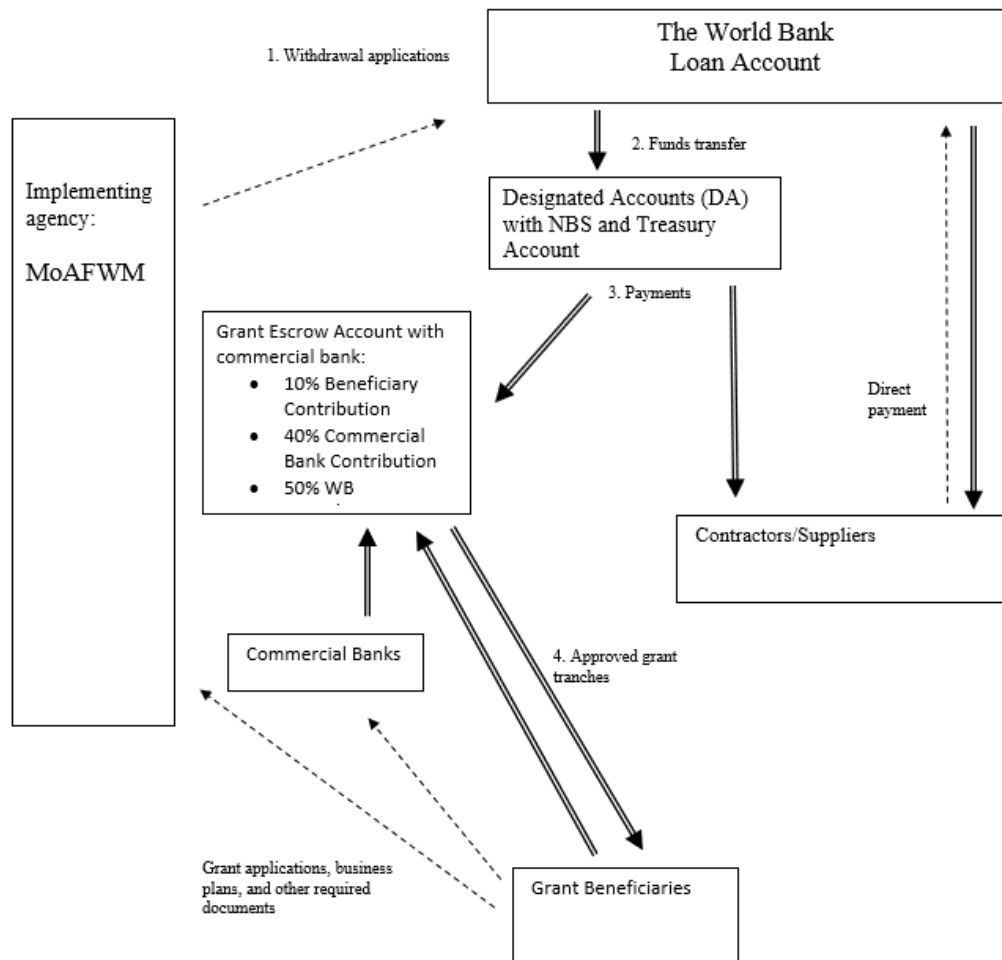 The World Bank
Loan Account
1. Withdrawal applications
2. Funds transfer
Implementing
agency:
MoAFWM
Designated Accounts (DA)
with NBS and Treasury
Account
3. Payments
Grant Escrow Account with
commercial bank:
• 10% Beneficiary
Contribution
• 40% Commercial
Bank Contribution
• 50% WB
Direct
payment
Contractors/Suppliers
Commercial Banks
4. Approved grant
tranches
Grant applications, business
plans, and other required
documents
Grant Beneficiaries